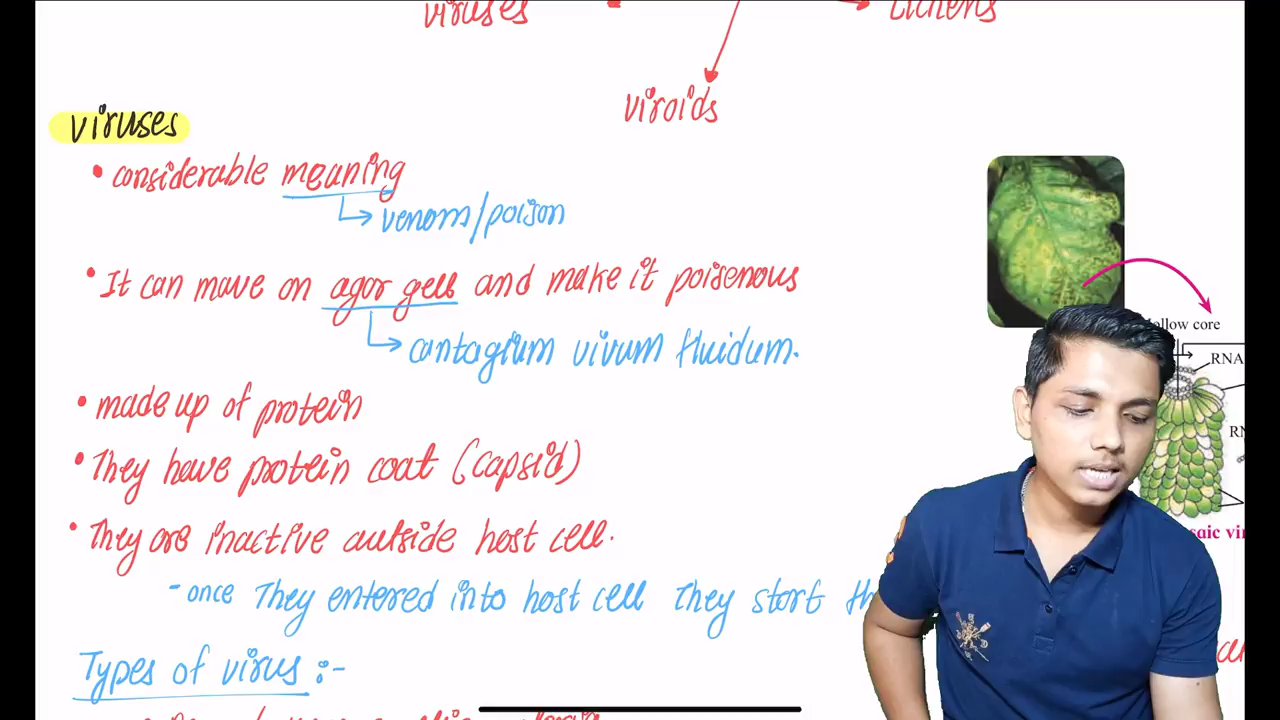 viruses
Lichens
viroids
viruses
• considerable meaning
venom/poison
• It can move on agar gell and make it poisenous
contagium vivum fluidum.
Hollow core
RNA
• made up of protein
• They have protein coat (capsid)
• They are inactive outside host cell.
- once They entered into host cell They start
Types of virus :-